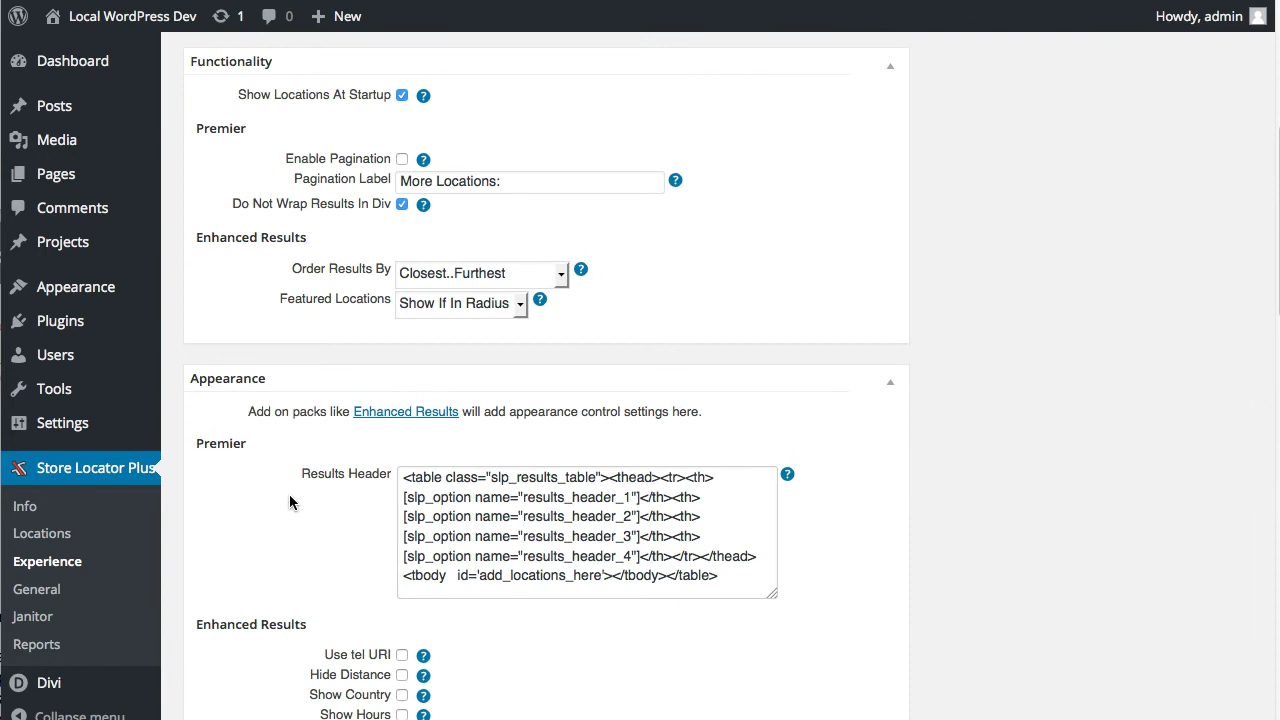 Local WordPress Dev 1 0 New Howdy, admin
Dashboard
Posts
Media
Pages
Comments
Projects
Appearance
Plugins
Users
Tools
Settings
Store Locator Plus
Info
Locations
Experience
General
Janitor
Reports
Divi
Collapse menu
Functionality
Show Locations At Startup
Premier
Enable Pagination
Pagination Label More Locations:
Do Not Wrap Results In Div
Enhanced Results
Order Results By Closest..Furthest
Featured Locations Show If In Radius
Appearance
Add on packs like Enhanced Results will add appearance control settings here.
Premier
Results Header <table class="slp_results_table"><thead><tr><th>
[slp_option name="results_header_1"]</th><th>
[slp_option name="results_header_2"]</th><th>
[slp_option name="results_header_3"]</th><th>
[slp_option name="results_header_4"]</th></tr></thead>
<tbody id='add_locations_here'></tbody></table>
Enhanced Results
Use tel URI
Hide Distance
Show Country
Show Hours